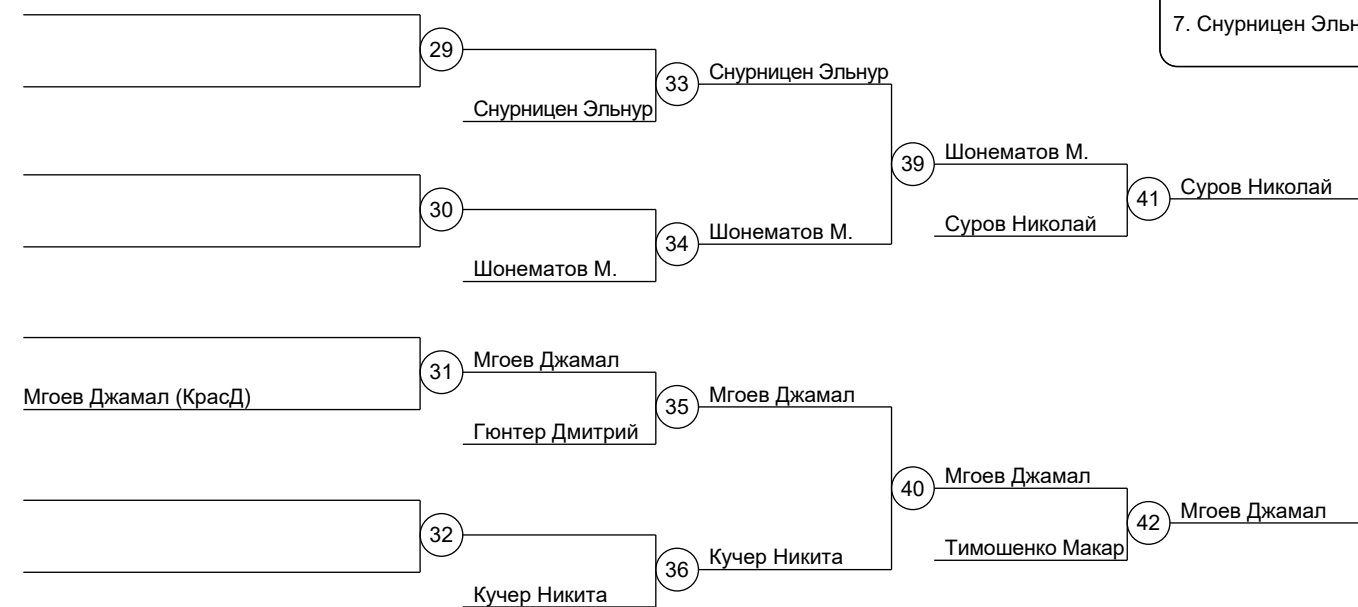 7. Снурницен Эльн
29
33
Снурницен Эльнур
Снурницен Эльнур
39
Шонематов М.
41
Суров Николай
30
34
Шонематов М.
Суров Николай
Шонематов М.
31
Мгоев Джамал
Мгоев Джамал (КрасД)
35
Мгоев Джамал
Гюнтер Дмитрий
40
Мгоев Джамал
42
Мгоев Джамал
32
36
Кучер Никита
Тимошенко Макар
Кучер Никита